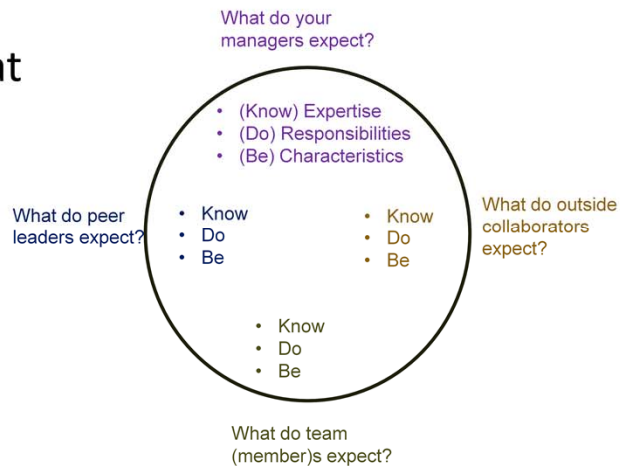 What do your
managers expect?
• (Know) Expertise
• (Do) Responsibilities
• (Be) Characteristics
What do peer
leaders expect?
• Know
• Do
• Be
• Know
• Do
• Be
What do outside
collaborators
expect?
• Know
• Do
• Be
What do team
(member)s expect?